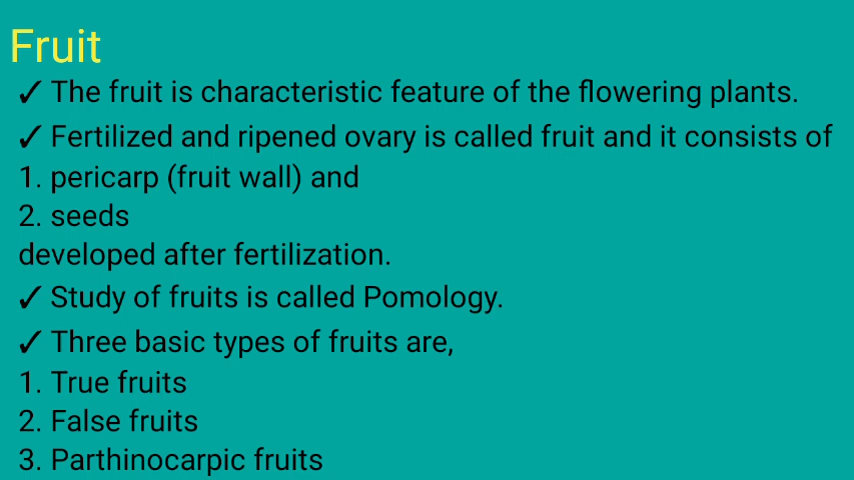 Fruit
✓ The fruit is characteristic feature of the flowering plants.
✓ Fertilized and ripened ovary is called fruit and it consists of
1. pericarp (fruit wall) and
2. seeds
developed after fertilization.
✓ Study of fruits is called Pomology.
✓ Three basic types of fruits are,
1. True fruits
2. False fruits
3. Parthinocarpic fruits